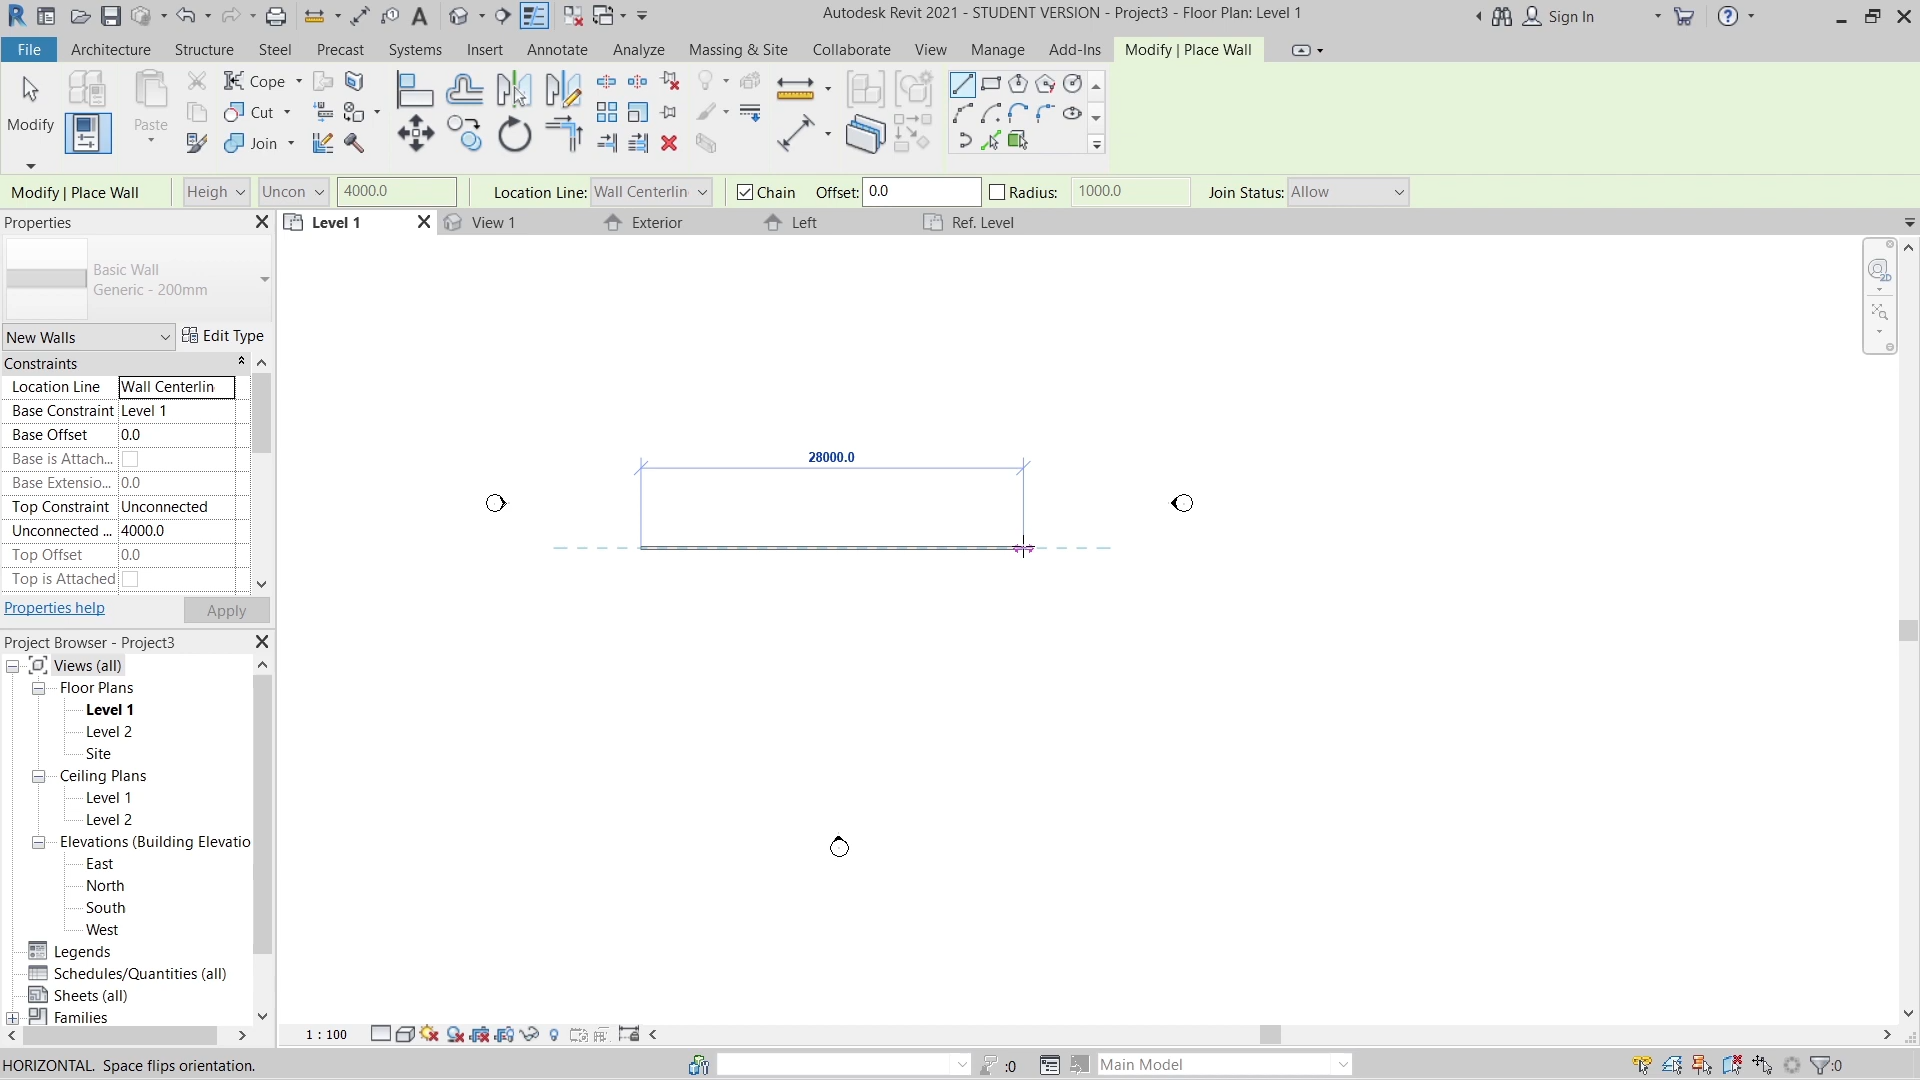 Autodesk Revit 2021 - STUDENT VERSION - Project3 - Floor Plan: Level 1
Sign In
File Architecture Structure Steel Precast Systems Insert Annotate Analyze Massing & Site Collaborate View Manage Add-Ins Modify | Place Wall
Modify
Paste
Cope
Cut
Join
Modify | Place Wall Heigh Uncon 4000.0 Location Line: Wall Centerlin Chain Offset: 0.0 Radius: 1000.0 Join Status: Allow
Properties
Level 1 View 1 Exterior Left Ref. Level
Basic Wall
Generic - 200mm
New Walls Edit Type
Constraints
Location Line Wall Centerlin
Base Constraint Level 1
Base Offset 0.0
Base is Attach...
Base Extensio... 0.0
Top Constraint Unconnected
Unconnected ... 4000.0
Top Offset 0.0
Top is Attached
Properties help Apply
28000.0
2D
Project Browser - Project3
Views (all)
Floor Plans
Level 1
Level 2
Site
Ceiling Plans
Level 1
Level 2
Elevations (Building Elevatio
East
North
South
West
Legends
Schedules/Quantities (all)
Sheets (all)
Families
1 : 100
HORIZONTAL. Space flips orientation. :0 Main Model :0